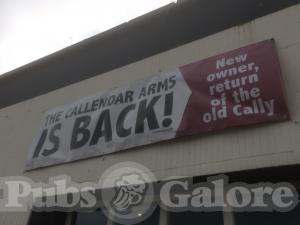 THE CALLENDAR ARMS
IS BACK!
New
owner,
return
of the
old Cally
Pubs Galore